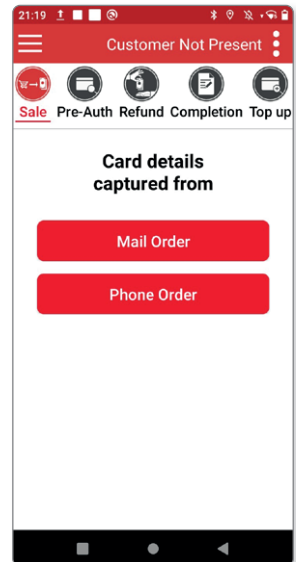 21:19
Customer Not Present
Sale Pre-Auth Refund Completion Top up
Card details
captured from
Mail Order
Phone Order